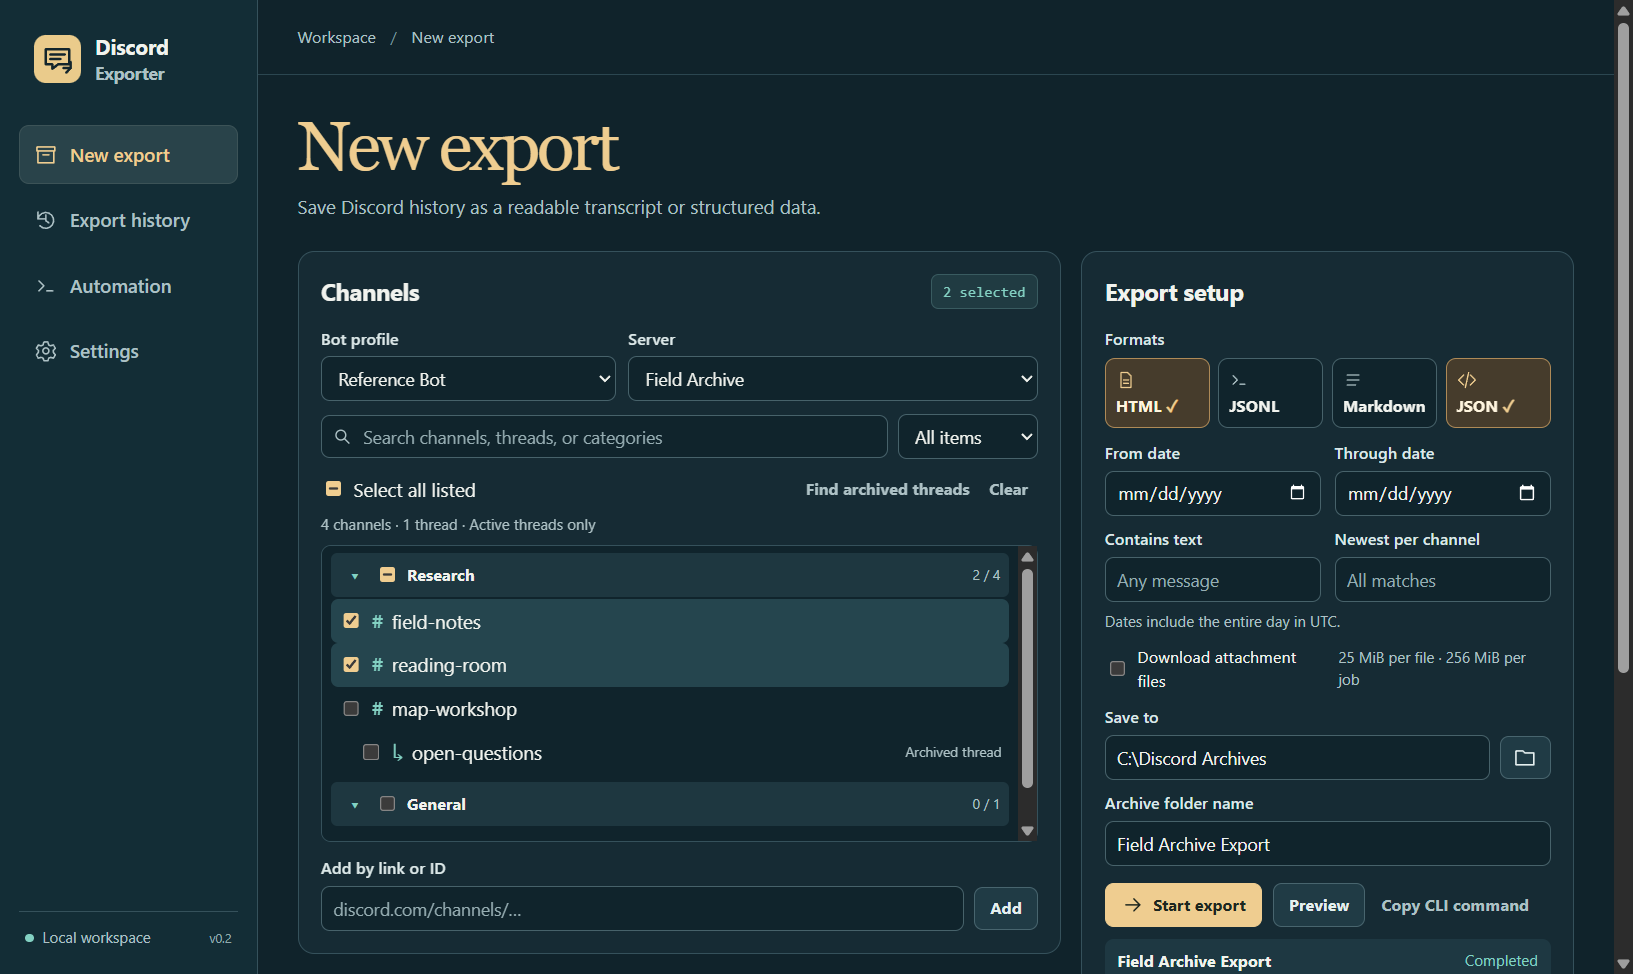 Discord
Exporter
New export
Export history
Automation
Settings
Local workspace
v0.2
Workspace / New export
New export
Save Discord history as a readable transcript or structured data.
Channels
2 selected
Bot profile
Server
Reference Bot
Field Archive
Search channels, threads, or categories
All items
Select all listed
Find archived threads
Clear
4 channels · 1 thread · Active threads only
Research
2 / 4
# field-notes
# reading-room
# map-workshop
open-questions
Archived thread
General
0 / 1
Add by link or ID
discord.com/channels/...
Add
Export setup
Formats
HTML ✓
JSONL
Markdown
JSON ✓
From date
Through date
mm/dd/yyyy
mm/dd/yyyy
Contains text
Newest per channel
Any message
All matches
Dates include the entire day in UTC.
Download attachment
files
25 MiB per file · 256 MiB per
job
Save to
C:\Discord Archives
Archive folder name
Field Archive Export
Start export
Preview
Copy CLI command
Field Archive Export
Completed